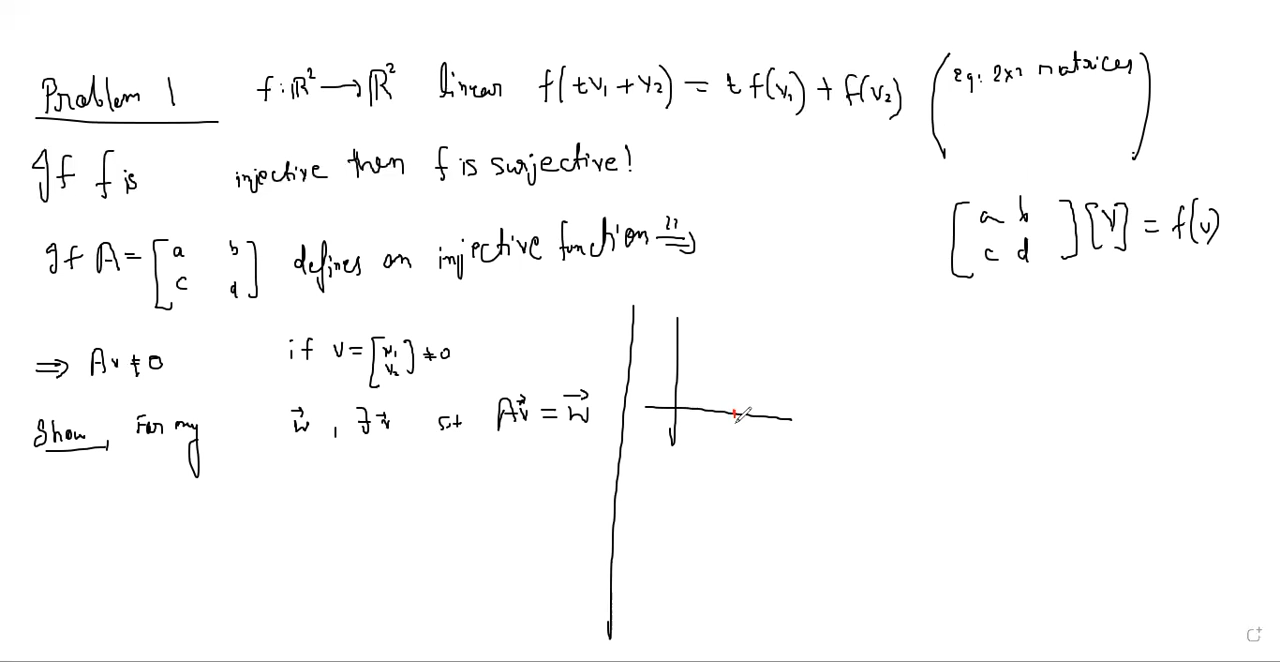 Problem 1 f: ℝ² → ℝ² linear f(tv₁ + v₂) = t f(v₁) + f(v₂) (Eg: 2x2 matrices)
If f is injective then f is surjective!
[a b c d] [v] = f(v)
If A = [a b c d] defines an injective function ⇒
⇒ Av ≠ 0 if v = [v₁ v₂] ≠ 0
Show, For any w⃗, ∃ v⃗ s.t Av⃗ = w⃗